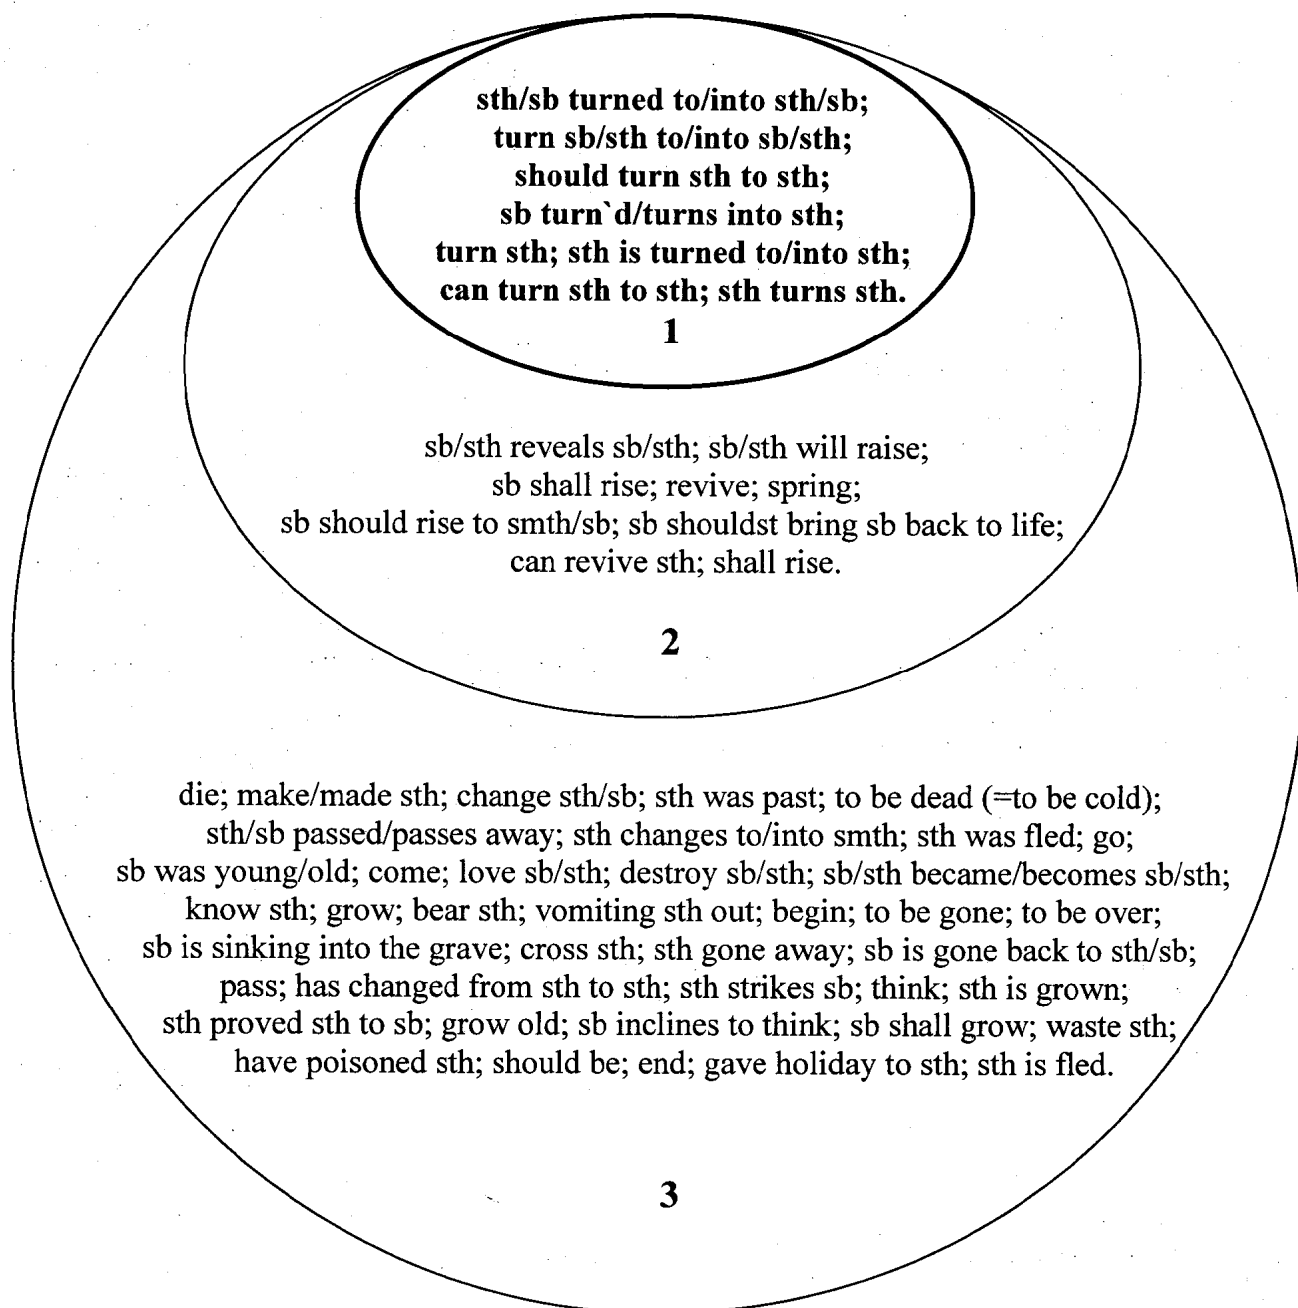 sth/sb turned to/into sth/sb;
turn sb/sth to/into sb/sth;
should turn sth to sth;
sb turn`d/turns into sth;
turn sth; sth is turned to/into sth;
can turn sth to sth; sth turns sth.
1
sb/sth reveals sb/sth; sb/sth will raise;
sb shall rise; revive; spring;
sb should rise to smth/sb; sb shouldst bring sb back to life;
can revive sth; shall rise.
2
die; make/made sth; change sth/sb; sth was past; to be dead (=to be cold);
sth/sb passed/passes away; sth changes to/into smth; sth was fled; go;
sb was young/old; come; love sb/sth; destroy sb/sth; sb/sth became/becomes sb/sth;
know sth; grow; bear sth; vomiting sth out; begin; to be gone; to be over;
sb is sinking into the grave; cross sth; sth gone away; sb is gone back to sth/sb;
pass; has changed from sth to sth; sth strikes sb; think; sth is grown;
sth proved sth to sb; grow old; sb inclines to think; sb shall grow; waste sth;
have poisoned sth; should be; end; gave holiday to sth; sth is fled.
3